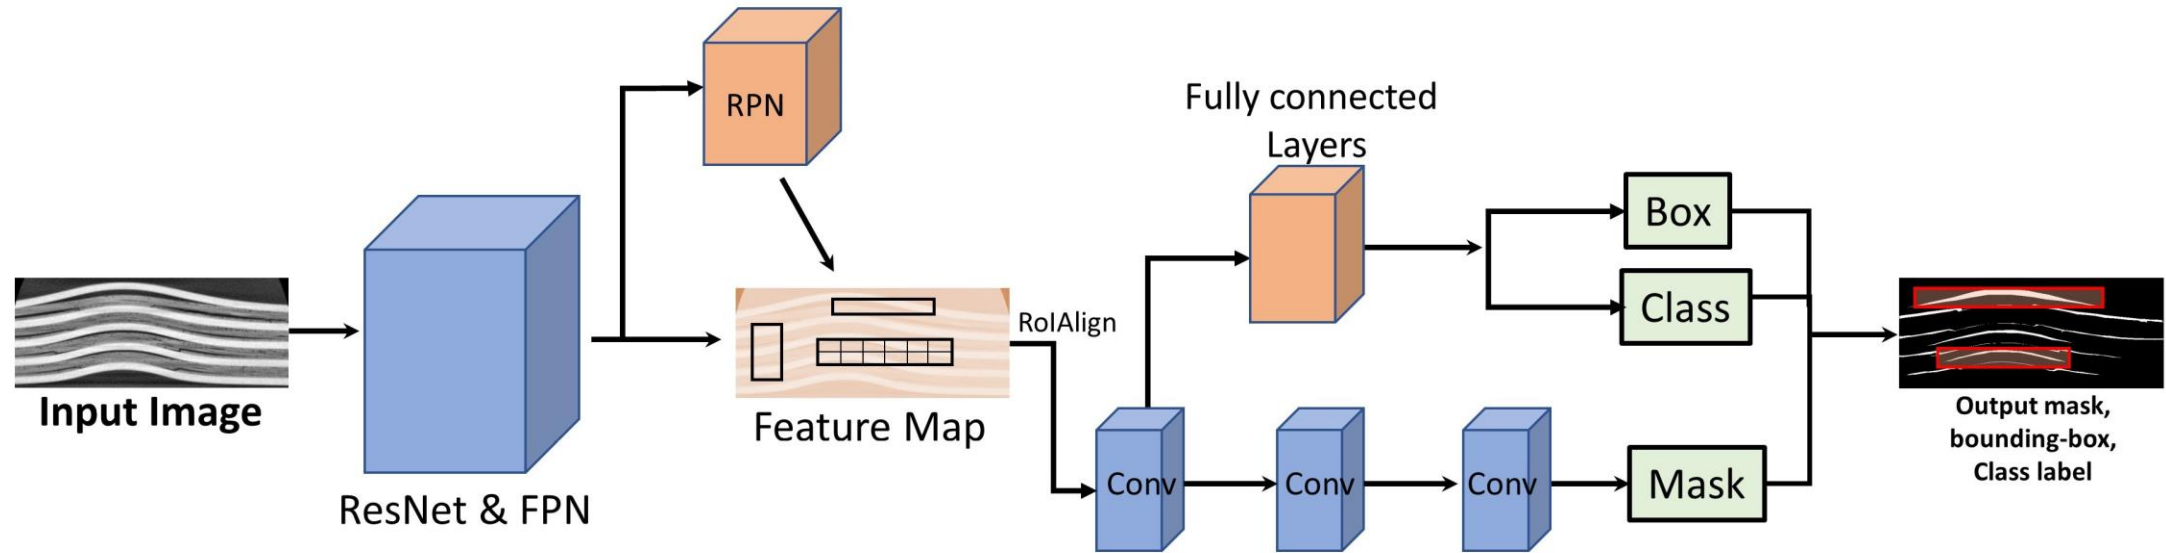 Input Image
ResNet & FPN
RPN
Feature Map
RoIAlign
Fully connected
Layers
Conv
Conv
Conv
Box
Class
Mask
Output mask,
bounding-box,
Class label